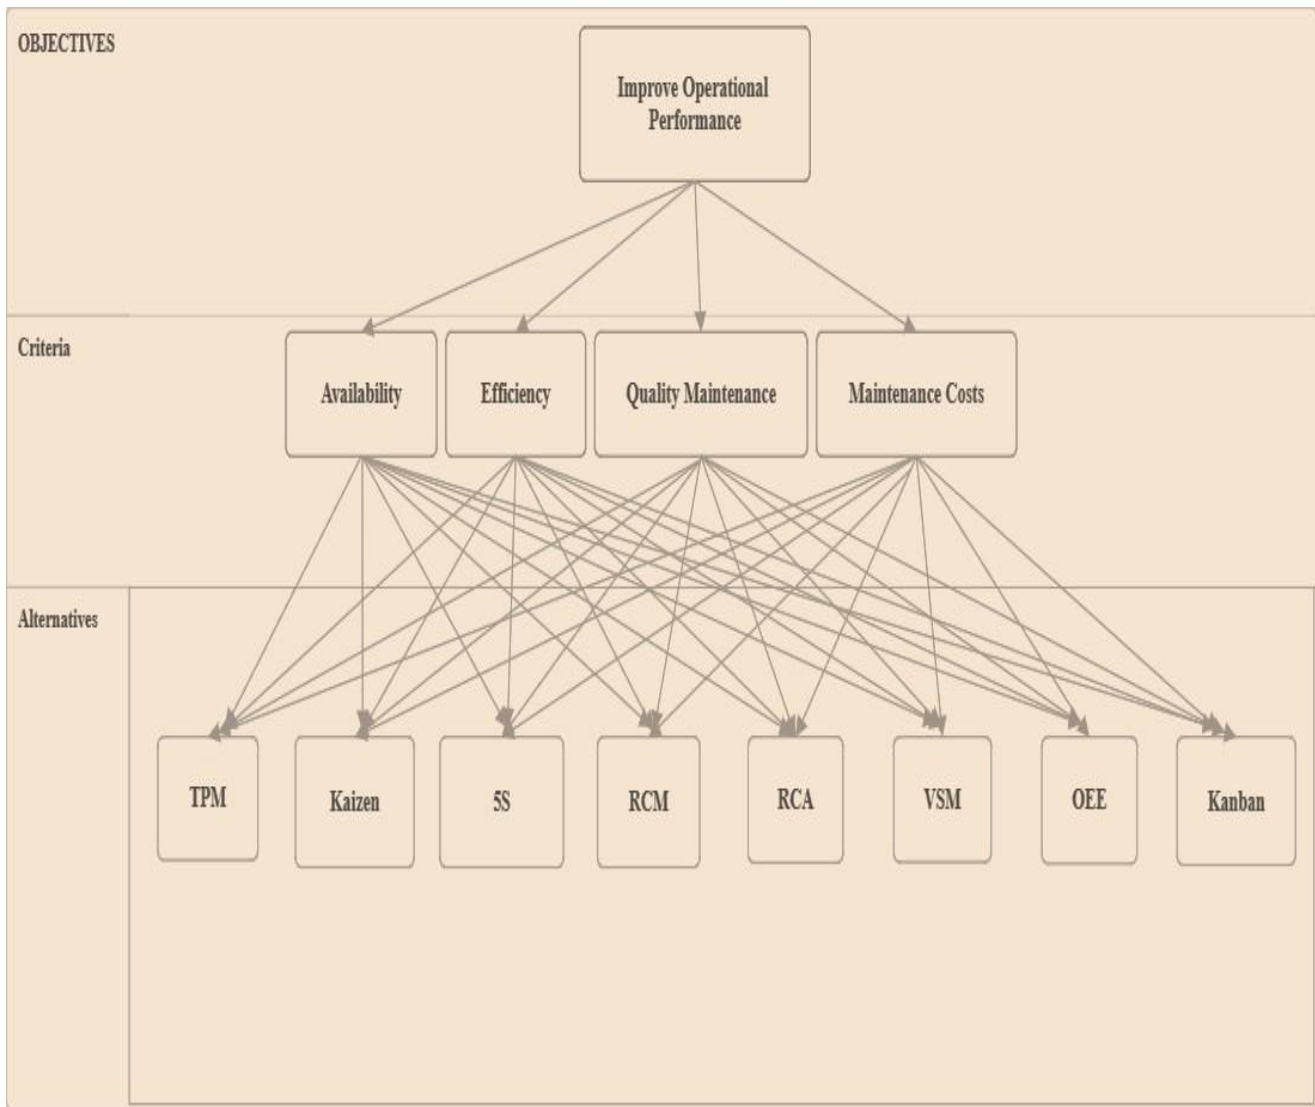 OBJECTIVES
Improve Operational
Performance
Criteria
Availability
Efficiency
Quality Maintenance
Maintenance Costs
Alternatives
TPM
Kaizen
5S
RCM
RCA
VSM
OEE
Kanban